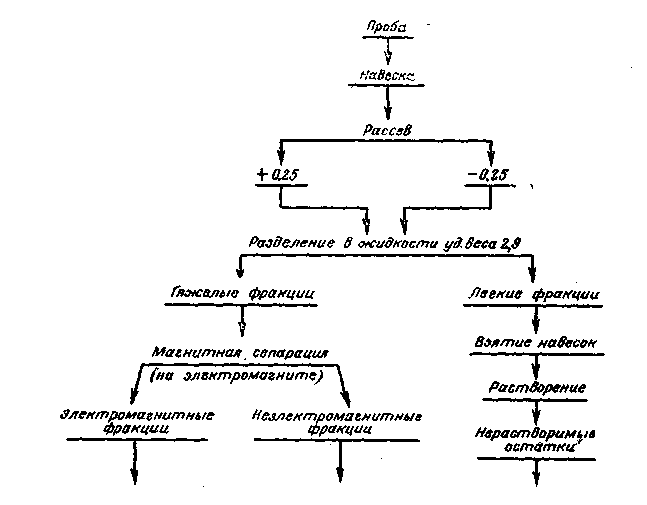 Проба
Навеска
Рассев
+ 0,25
− 0,25
Разделение в жидкости уд. веса 2,9
Тяжелые фракции
Легкие фракции
Магнитная сепарация
(на электромагните)
Взятие навесок
Растворение
Электромагнитные
фракции
Неэлектромагнитные
фракции
Нерастворимые
остатки